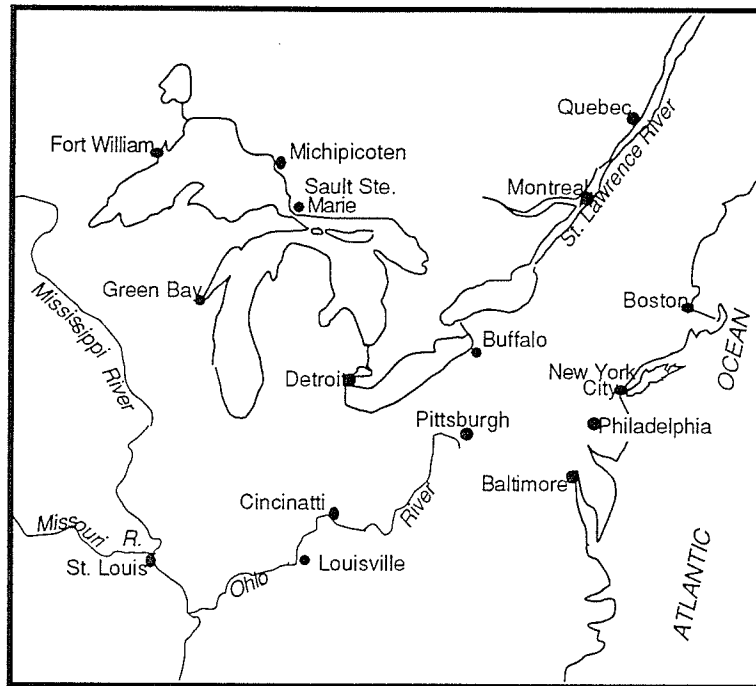 Quebec
Fort William
Michipicoten
Sault Ste.
Marie
Montreal
St. Lawrence River
Green Bay
Mississippi River
Boston
OCEAN
Buffalo
Detroit
New York
City
Pittsburgh
Philadelphia
Baltimore
Cincinatti
River
Missouri R.
St. Louis
Louisville
Ohio
ATLANTIC